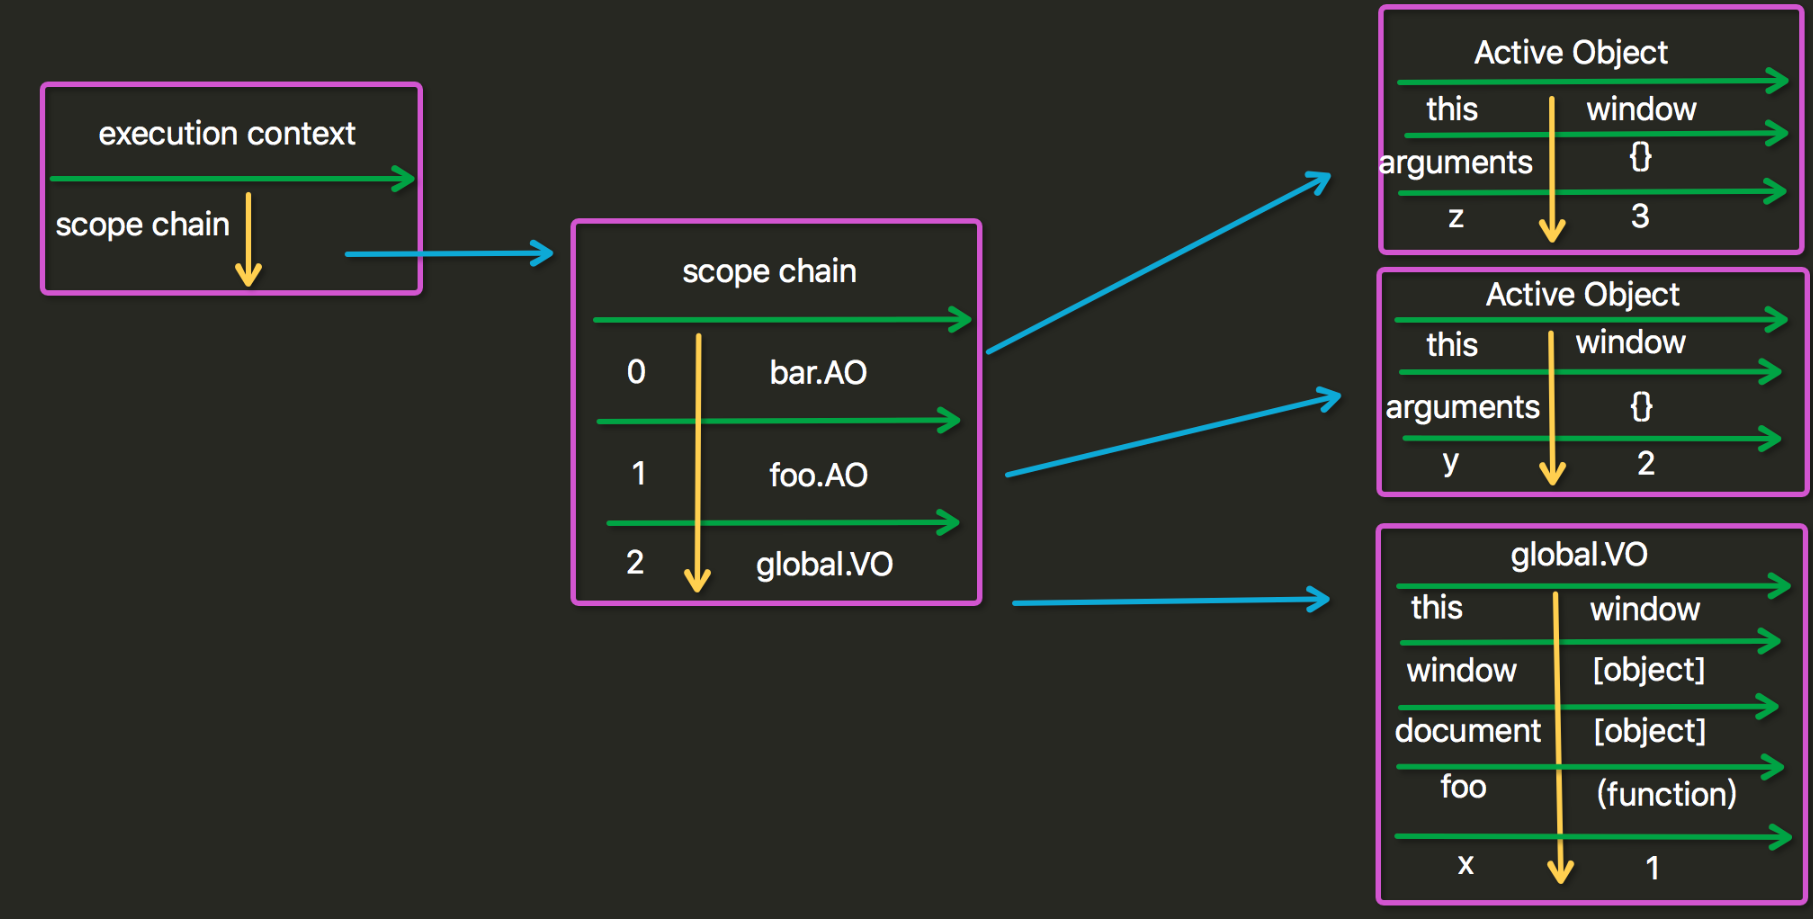 execution context
scope chain
scope chain
0 bar.AO
1 foo.AO
2 global.VO
Active Object
this window
arguments {}
z 3
Active Object
this window
arguments {}
y 2
global.VO
this window
window [object]
document [object]
foo (function)
x 1